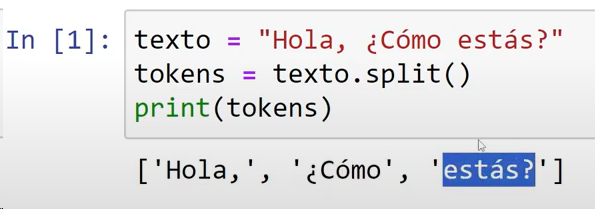 In [1]: texto = "Hola, ¿Cómo estás?"
tokens = texto.split()
print(tokens)
['Hola,', '¿Cómo', 'estás?']